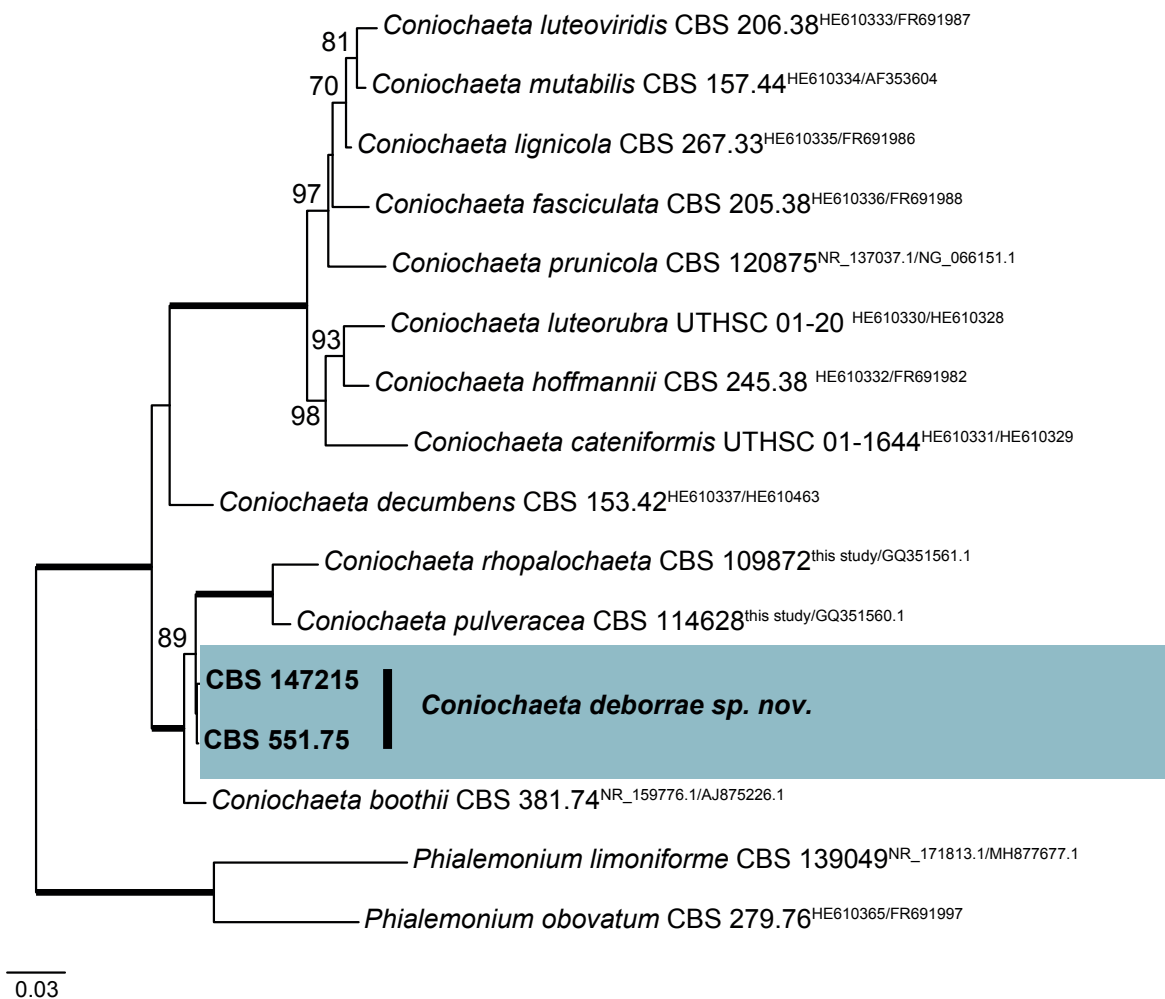 Coniochaeta luteoviridis CBS 206.38HE610333/FR691987
81
Coniochaeta mutabilis CBS 157.44HE610334/AF353604
70
Coniochaeta lignicola CBS 267.33HE610335/FR691986
97
Coniochaeta fasciculata CBS 205.38HE610336/FR691988
Coniochaeta prunicola CBS 120875NR_137037.1/NG_066151.1
Coniochaeta luteorubra UTHSC 01-20 HE610330/HE610328
93
Coniochaeta hoffmannii CBS 245.38 HE610332/FR691982
98
Coniochaeta cateniformis UTHSC 01-1644HE610331/HE610329
Coniochaeta decumbens CBS 153.42HE610337/HE610463
Coniochaeta rhopalochaeta CBS 109872this study/GQ351561.1
Coniochaeta pulveracea CBS 114628this study/GQ351560.1
89
CBS 147215
Coniochaeta deborrae sp. nov.
CBS 551.75
Coniochaeta boothii CBS 381.74NR_159776.1/AJ875226.1
Phialemonium limoniforme CBS 139049NR_171813.1/MH877677.1
Phialemonium obovatum CBS 279.76HE610365/FR691997
0.03